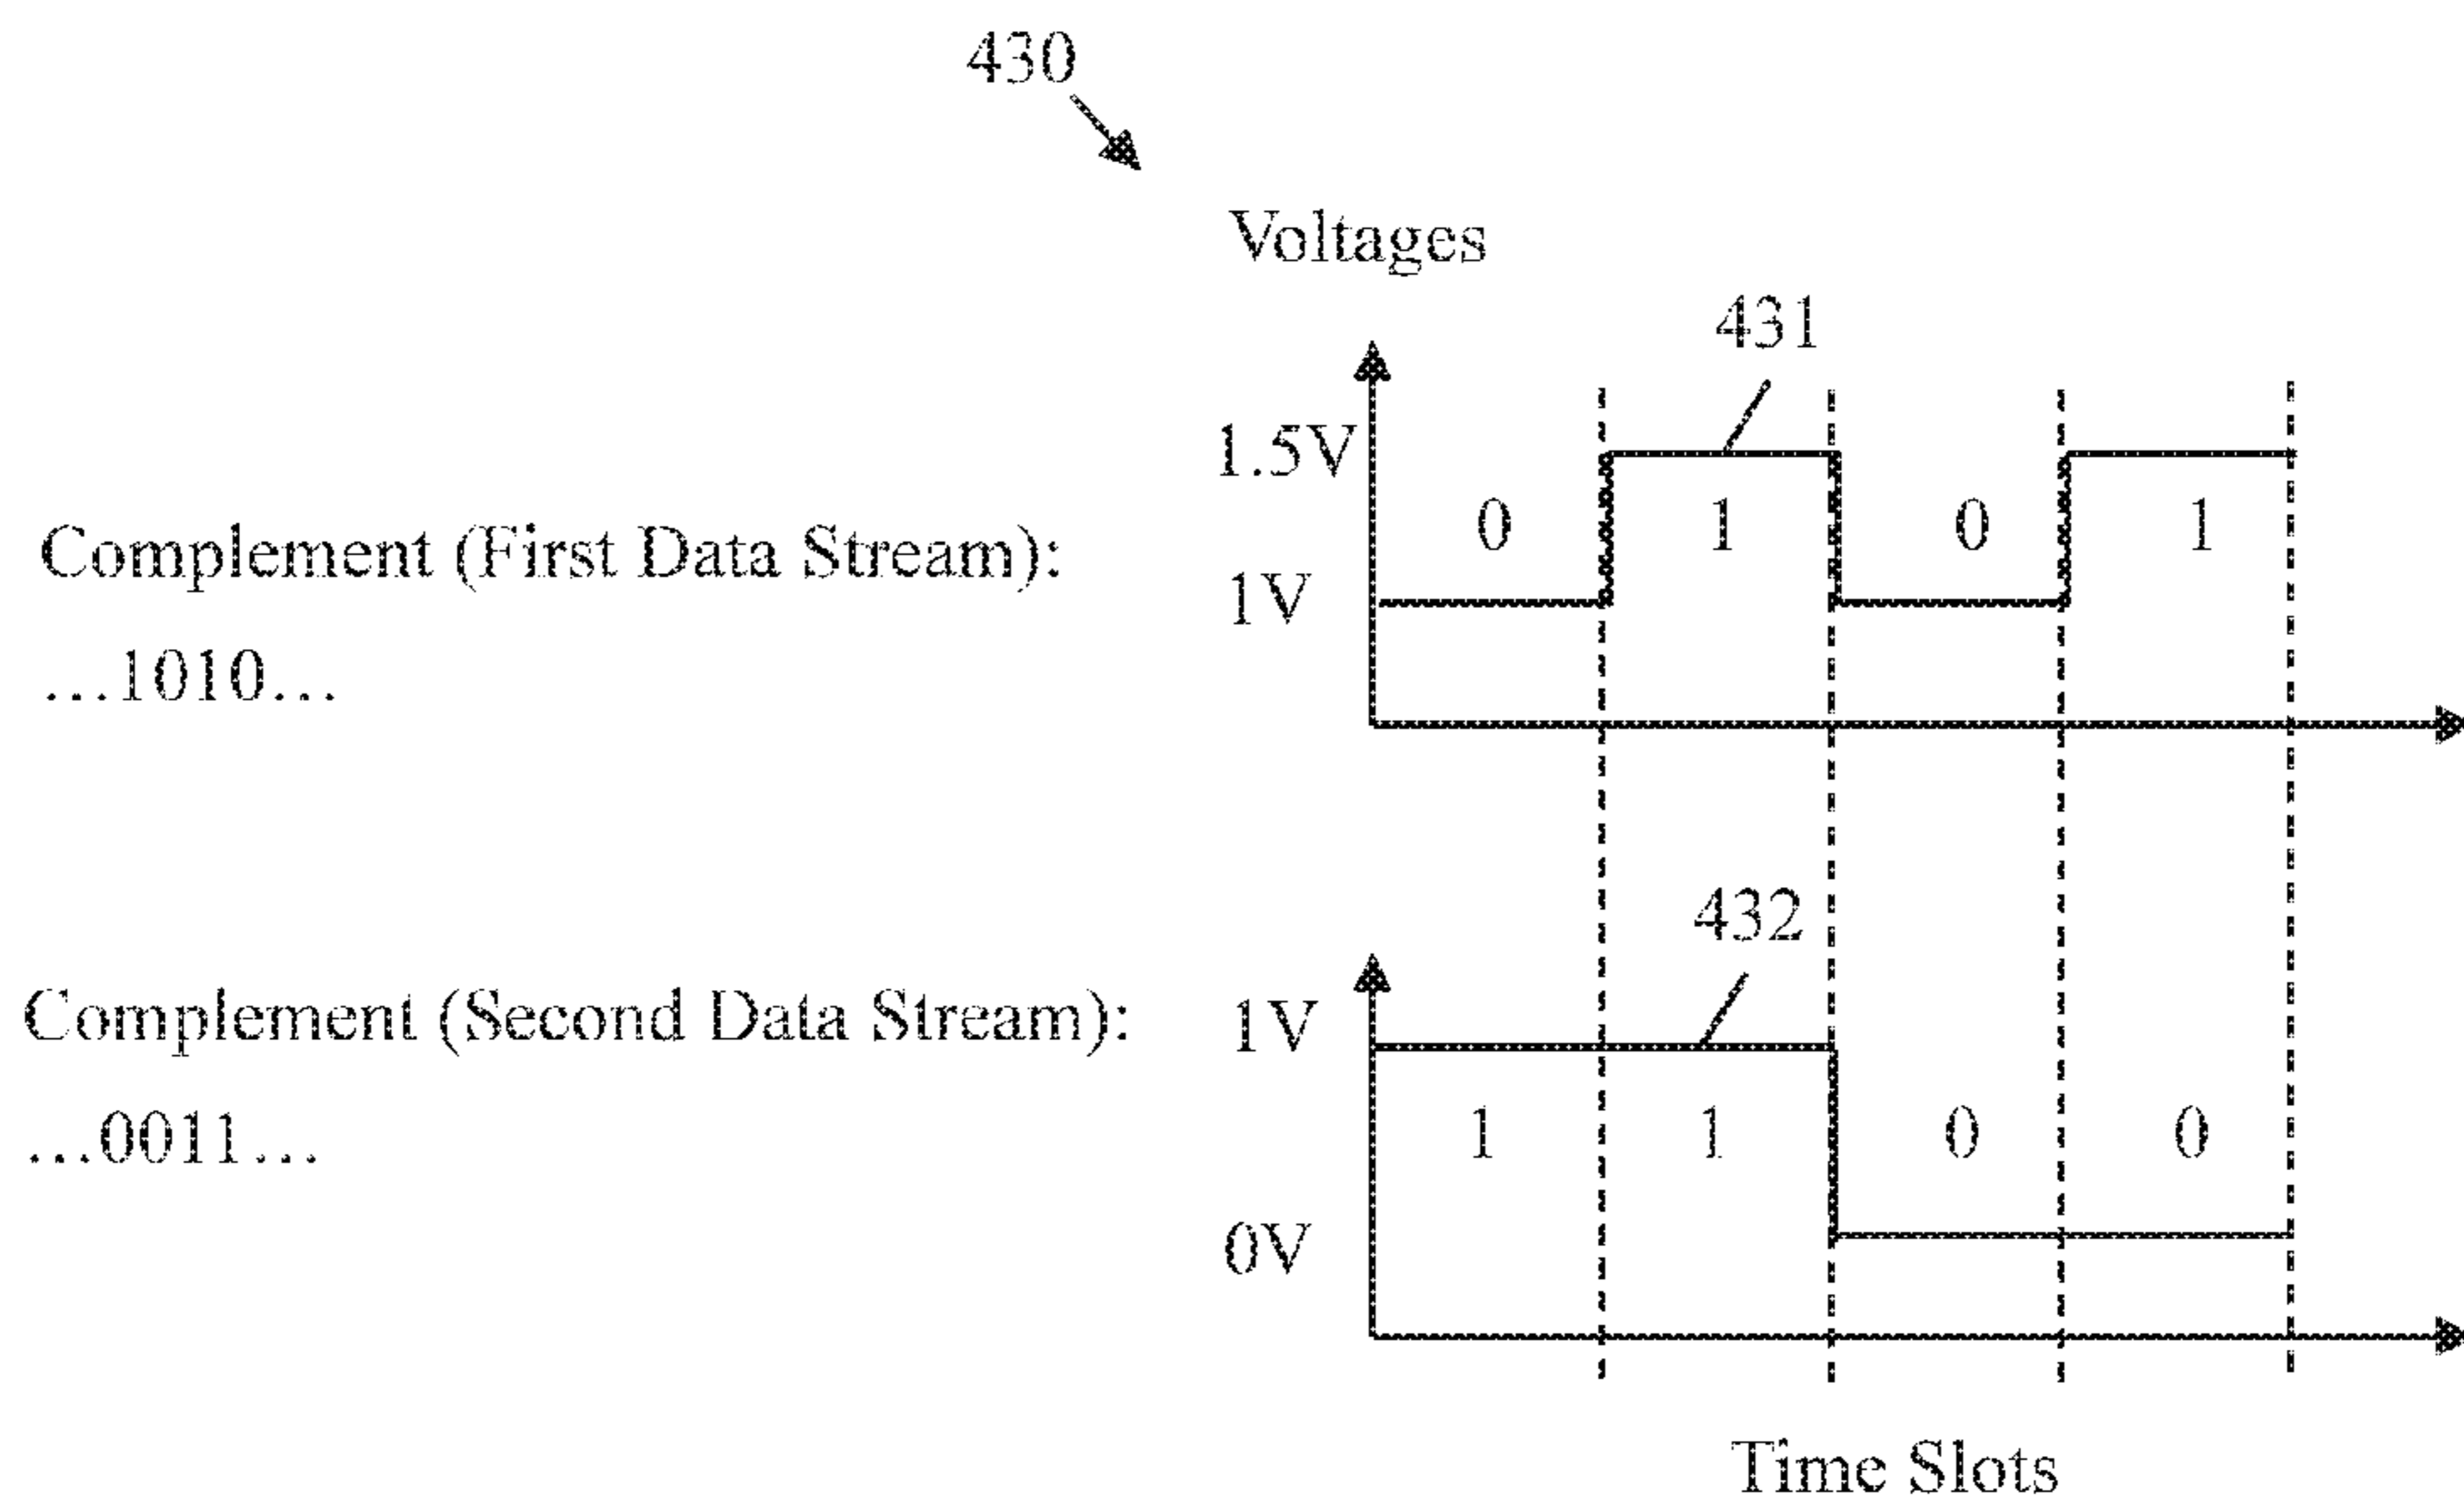 430
Voltages
431
1.5V
0 1 0 1
Complement (First Data Stream):
1V
…1010…
432
Complement (Second Data Stream):
1V
…0011…
1 1 0 0
0V
Time Slots